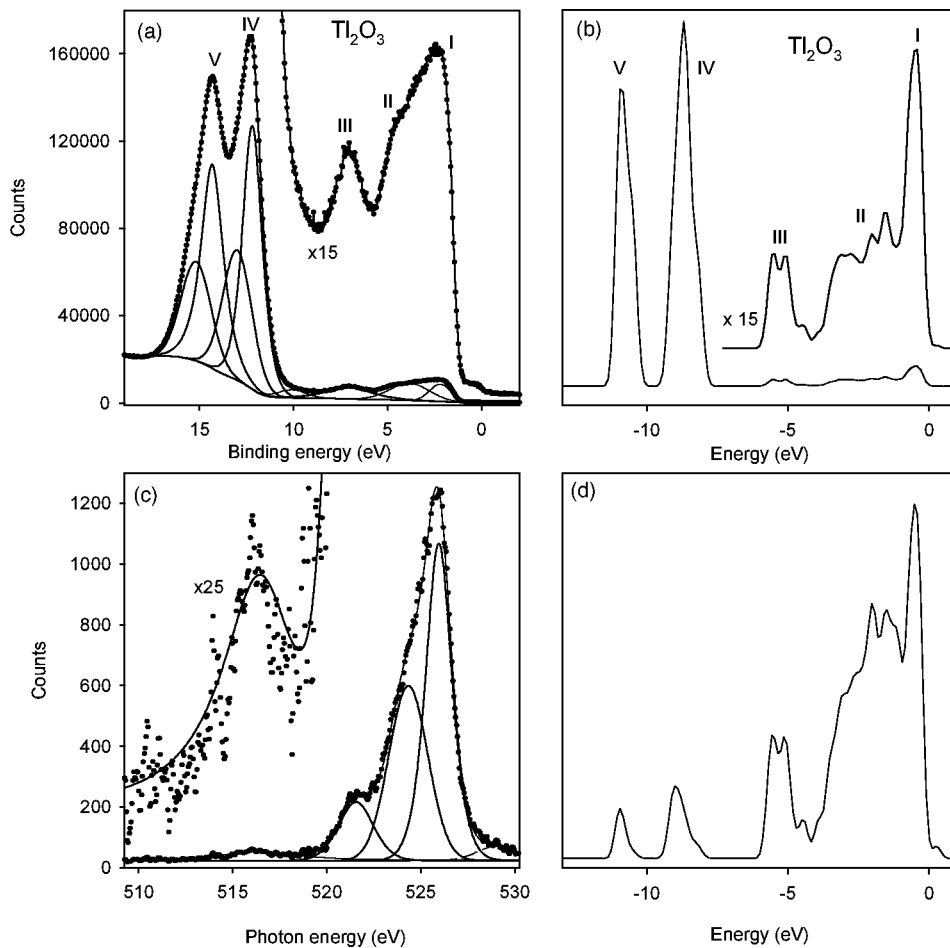 (a)
IV
Tl2O3
I
V
II
III
x15
160000
120000
80000
40000
0
Counts
15
10
5
0
Binding energy (eV)
(b)
Tl2O3
I
V
IV
II
III
x 15
-10
-5
0
Energy (eV)
(c)
x25
1200
1000
800
600
400
200
0
Counts
510
515
520
525
530
Photon energy (eV)
(d)
-10
-5
0
Energy (eV)